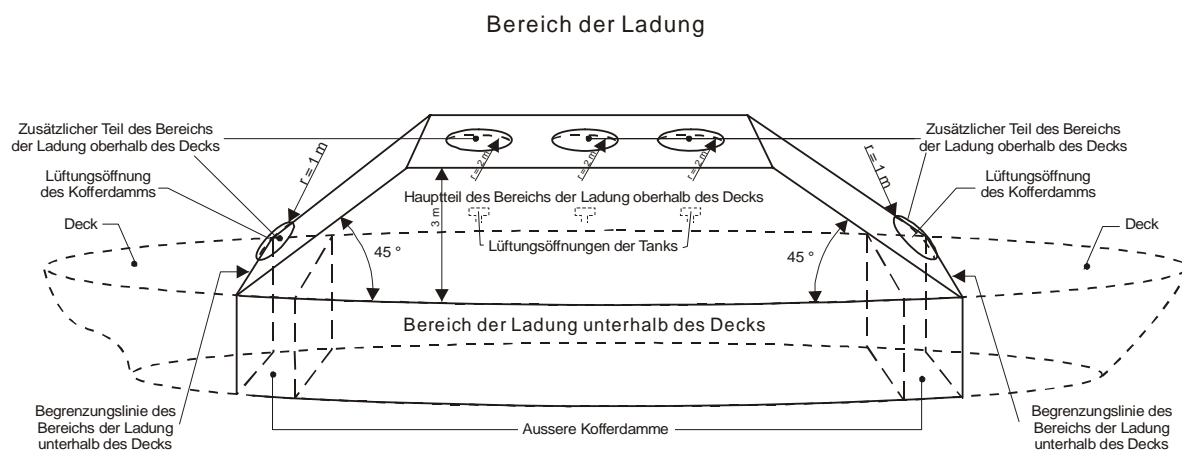 Bereich der Ladung
Zusätzlicher Teil des Bereichs
der Ladung oberhalb des Decks
Zusätzlicher Teil des Bereichs
der Ladung oberhalb des Decks
r = 1 m
r = 2 m
r = 2 m
r = 2 m
r = 1 m
Lüftungsöffnung
des Kofferdamms
Lüftungsöffnung
des Kofferdamms
Hauptteil des Bereichs der Ladung oberhalb des Decks
3 m
Deck
Deck
Lüftungsöffnungen der Tanks
45 °
45 °
Bereich der Ladung unterhalb des Decks
Begrenzungslinie des
Bereichs der Ladung
unterhalb des Decks
Aussere Kofferdamme
Begrenzungslinie des
Bereichs der Ladung
unterhalb des Decks